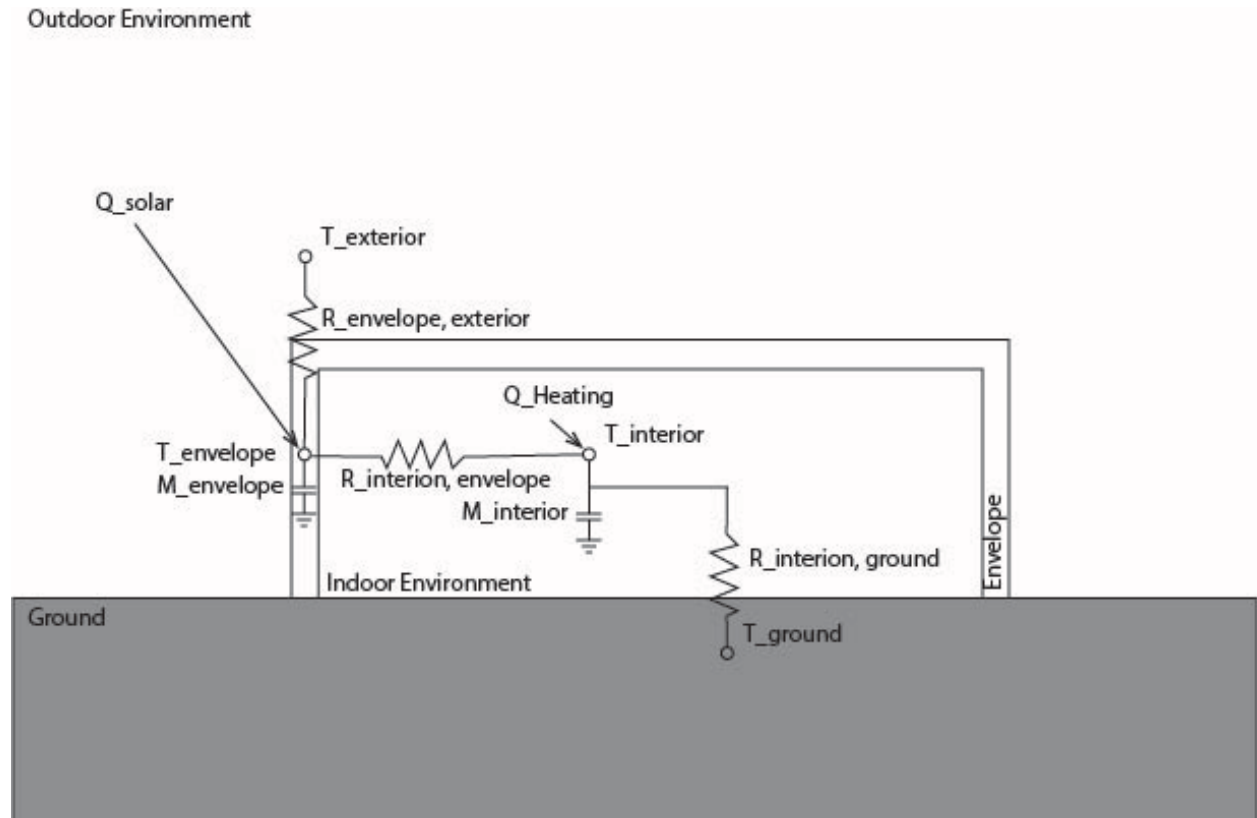 Outdoor Environment
Q_solar
T_exterior
R_envelope, exterior
Q_Heating
T_interior
T_envelope
R_interion, envelope
M_envelope
M_interior
R_interion, ground
Envelope
Indoor Environment
Ground
T_ground